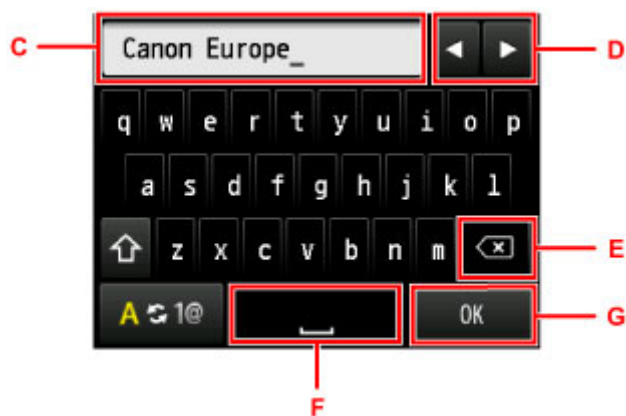 C Canon Europe_ ◄ ► D
q w e r t y u i o p
a s d f g h j k l
z x c v b n m E
A 1@ OK G
F